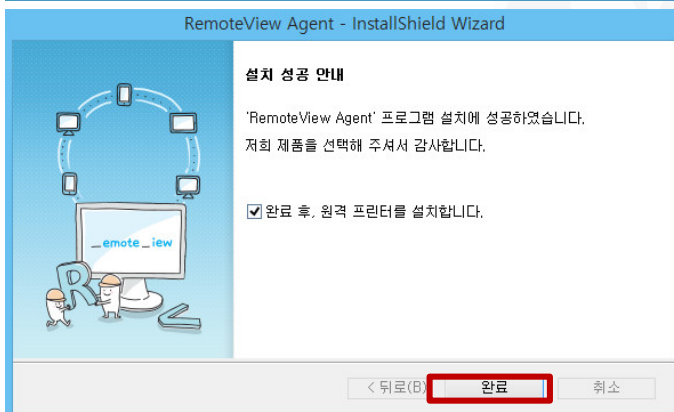 RemoteView Agent - InstallShield Wizard
설치 성공 안내
'RemoteView Agent' 프로그램 설치에 성공하였습니다.
저희 제품을 선택해 주셔서 감사합니다.
완료 후, 원격 프린터를 설치합니다.
_emote_iew
R V
< 뒤로(B) 완료 취소